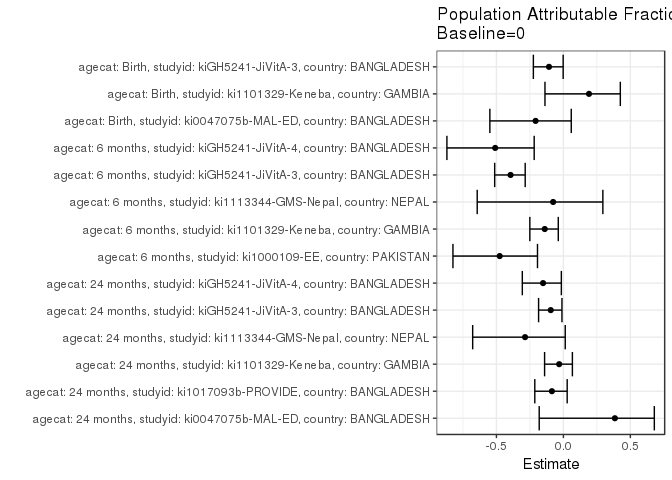 Population Attributable Fractic
Baseline=0
agecat: Birth, studyid: kiGH5241-JiVitA-3, country: BANGLADESH
agecat: Birth, studyid: ki1101329-Keneba, country: GAMBIA
agecat: Birth, studyid: ki0047075b-MAL-ED, country: BANGLADESH
agecat: 6 months, studyid: kiGH5241-JiVitA-4, country: BANGLADESH
agecat: 6 months, studyid: kiGH5241-JiVitA-3, country: BANGLADESH
agecat: 6 months, studyid: ki1113344-GMS-Nepal, country: NEPAL
agecat: 6 months, studyid: ki1101329-Keneba, country: GAMBIA
agecat: 6 months, studyid: ki1000109-EE, country: PAKISTAN
agecat: 24 months, studyid: kiGH5241-JiVitA-4, country: BANGLADESH
agecat: 24 months, studyid: kiGH5241-JiVitA-3, country: BANGLADESH
agecat: 24 months, studyid: ki1113344-GMS-Nepal, country: NEPAL
agecat: 24 months, studyid: ki1101329-Keneba, country: GAMBIA
agecat: 24 months, studyid: ki1017093b-PROVIDE, country: BANGLADESH
agecat: 24 months, studyid: ki0047075b-MAL-ED, country: BANGLADESH
-0.5 0.0 0.5
Estimate